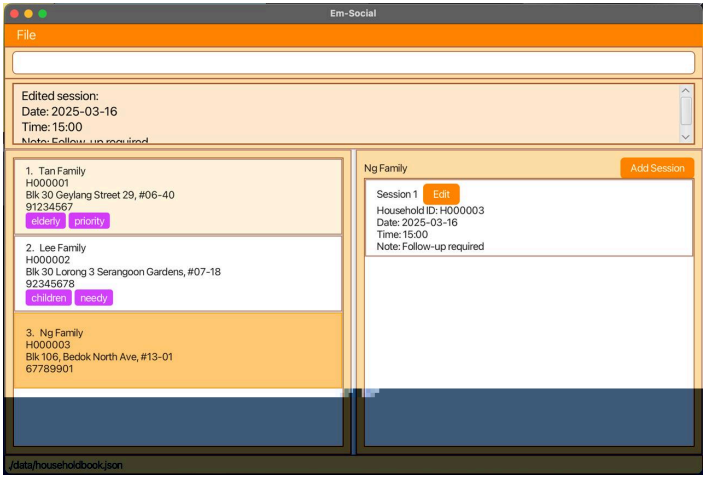 Em-Social
File
Edited session:
Date: 2025-03-16
Time: 15:00
Note: Follow-up required
1. Tan Family
H000001
Blk 30 Geylang Street 29, #06-40
91234567
elderly priority
2. Lee Family
H000002
Blk 30 Lorong 3 Serangoon Gardens, #07-18
92345678
children needy
3. Ng Family
H000003
Blk 106, Bedok North Ave, #13-01
67789901
Ng Family Add Session
Session 1 Edit
Household ID: H000003
Date: 2025-03-16
Time: 15:00
Note: Follow-up required
./data/householdbook.json